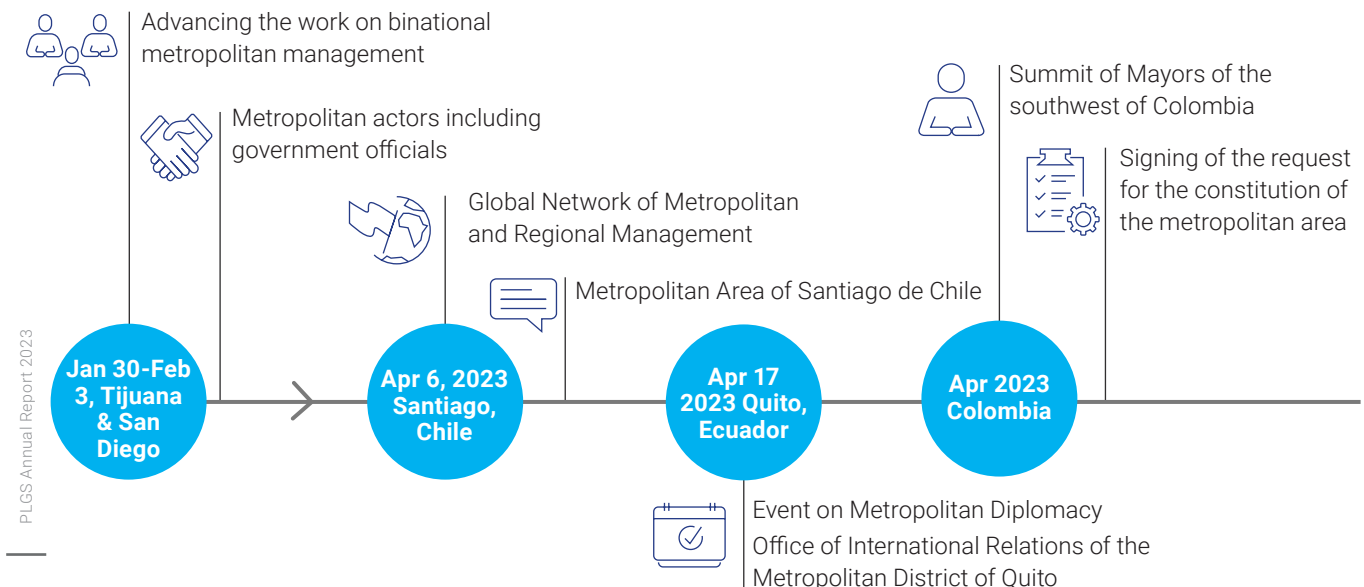 Advancing the work on binational
metropolitan management
Metropolitan actors including
government officials
Global Network of Metropolitan
and Regional Management
Metropolitan Area of Santiago de Chile
Summit of Mayors of the
southwest of Colombia
Signing of the request
for the constitution of
the metropolitan area
Jan 30-Feb
3, Tijuana
& San
Diego
Apr 6, 2023
Santiago,
Chile
Apr 17
2023 Quito,
Ecuador
Apr 2023
Colombia
Event on Metropolitan Diplomacy
Office of International Relations of the
Metropolitan District of Quito
PLGS Annual Report 2023